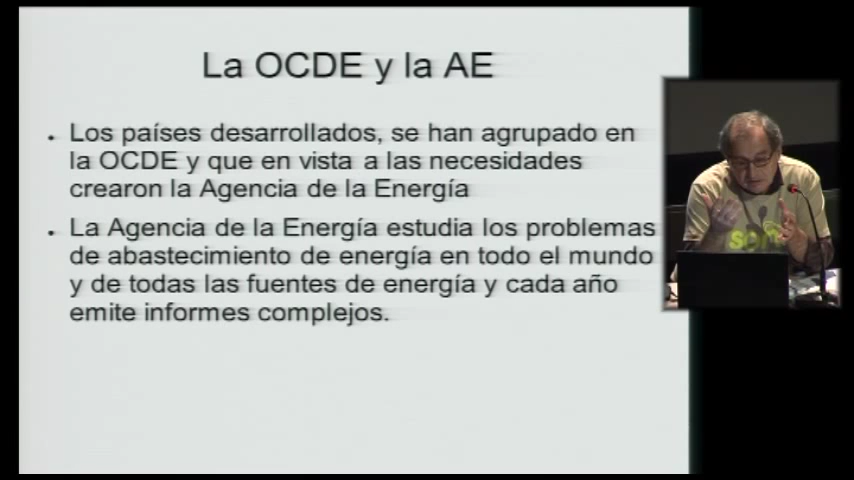 La OCDE y la AE
Los países desarrollados, se han agrupado en
la OCDE y que en vista a las necesidades
crearon la Agencia de la Energía
La Agencia de la Energía estudia los problemas
de abastecimiento de energía en todo el mundo
y de todas las fuentes de energía y cada año
emite informes complejos.